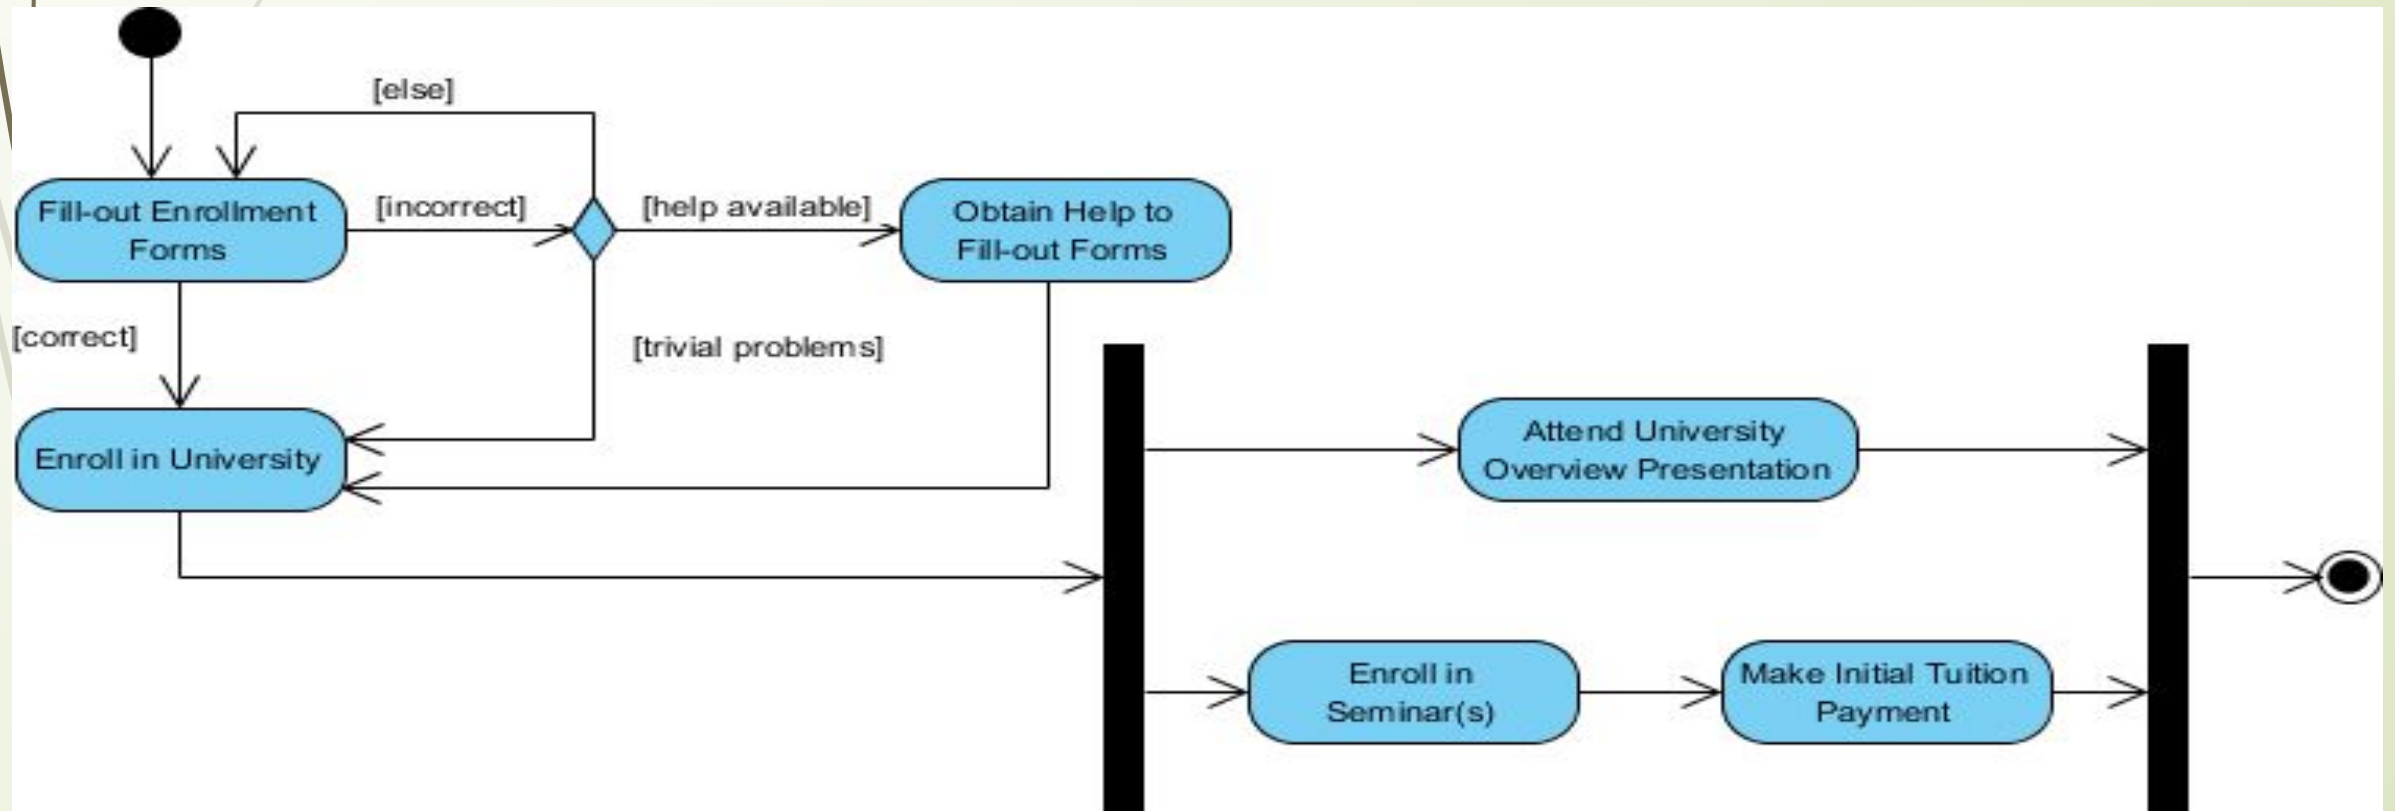 [else]
Fill-out Enrollment
Forms
[incorrect]
[help available]
Obtain Help to
Fill-out Forms
[correct]
[trivial problems]
Enroll in University
Attend University
Overview Presentation
Enroll in
Seminar(s)
Make Initial Tuition
Payment